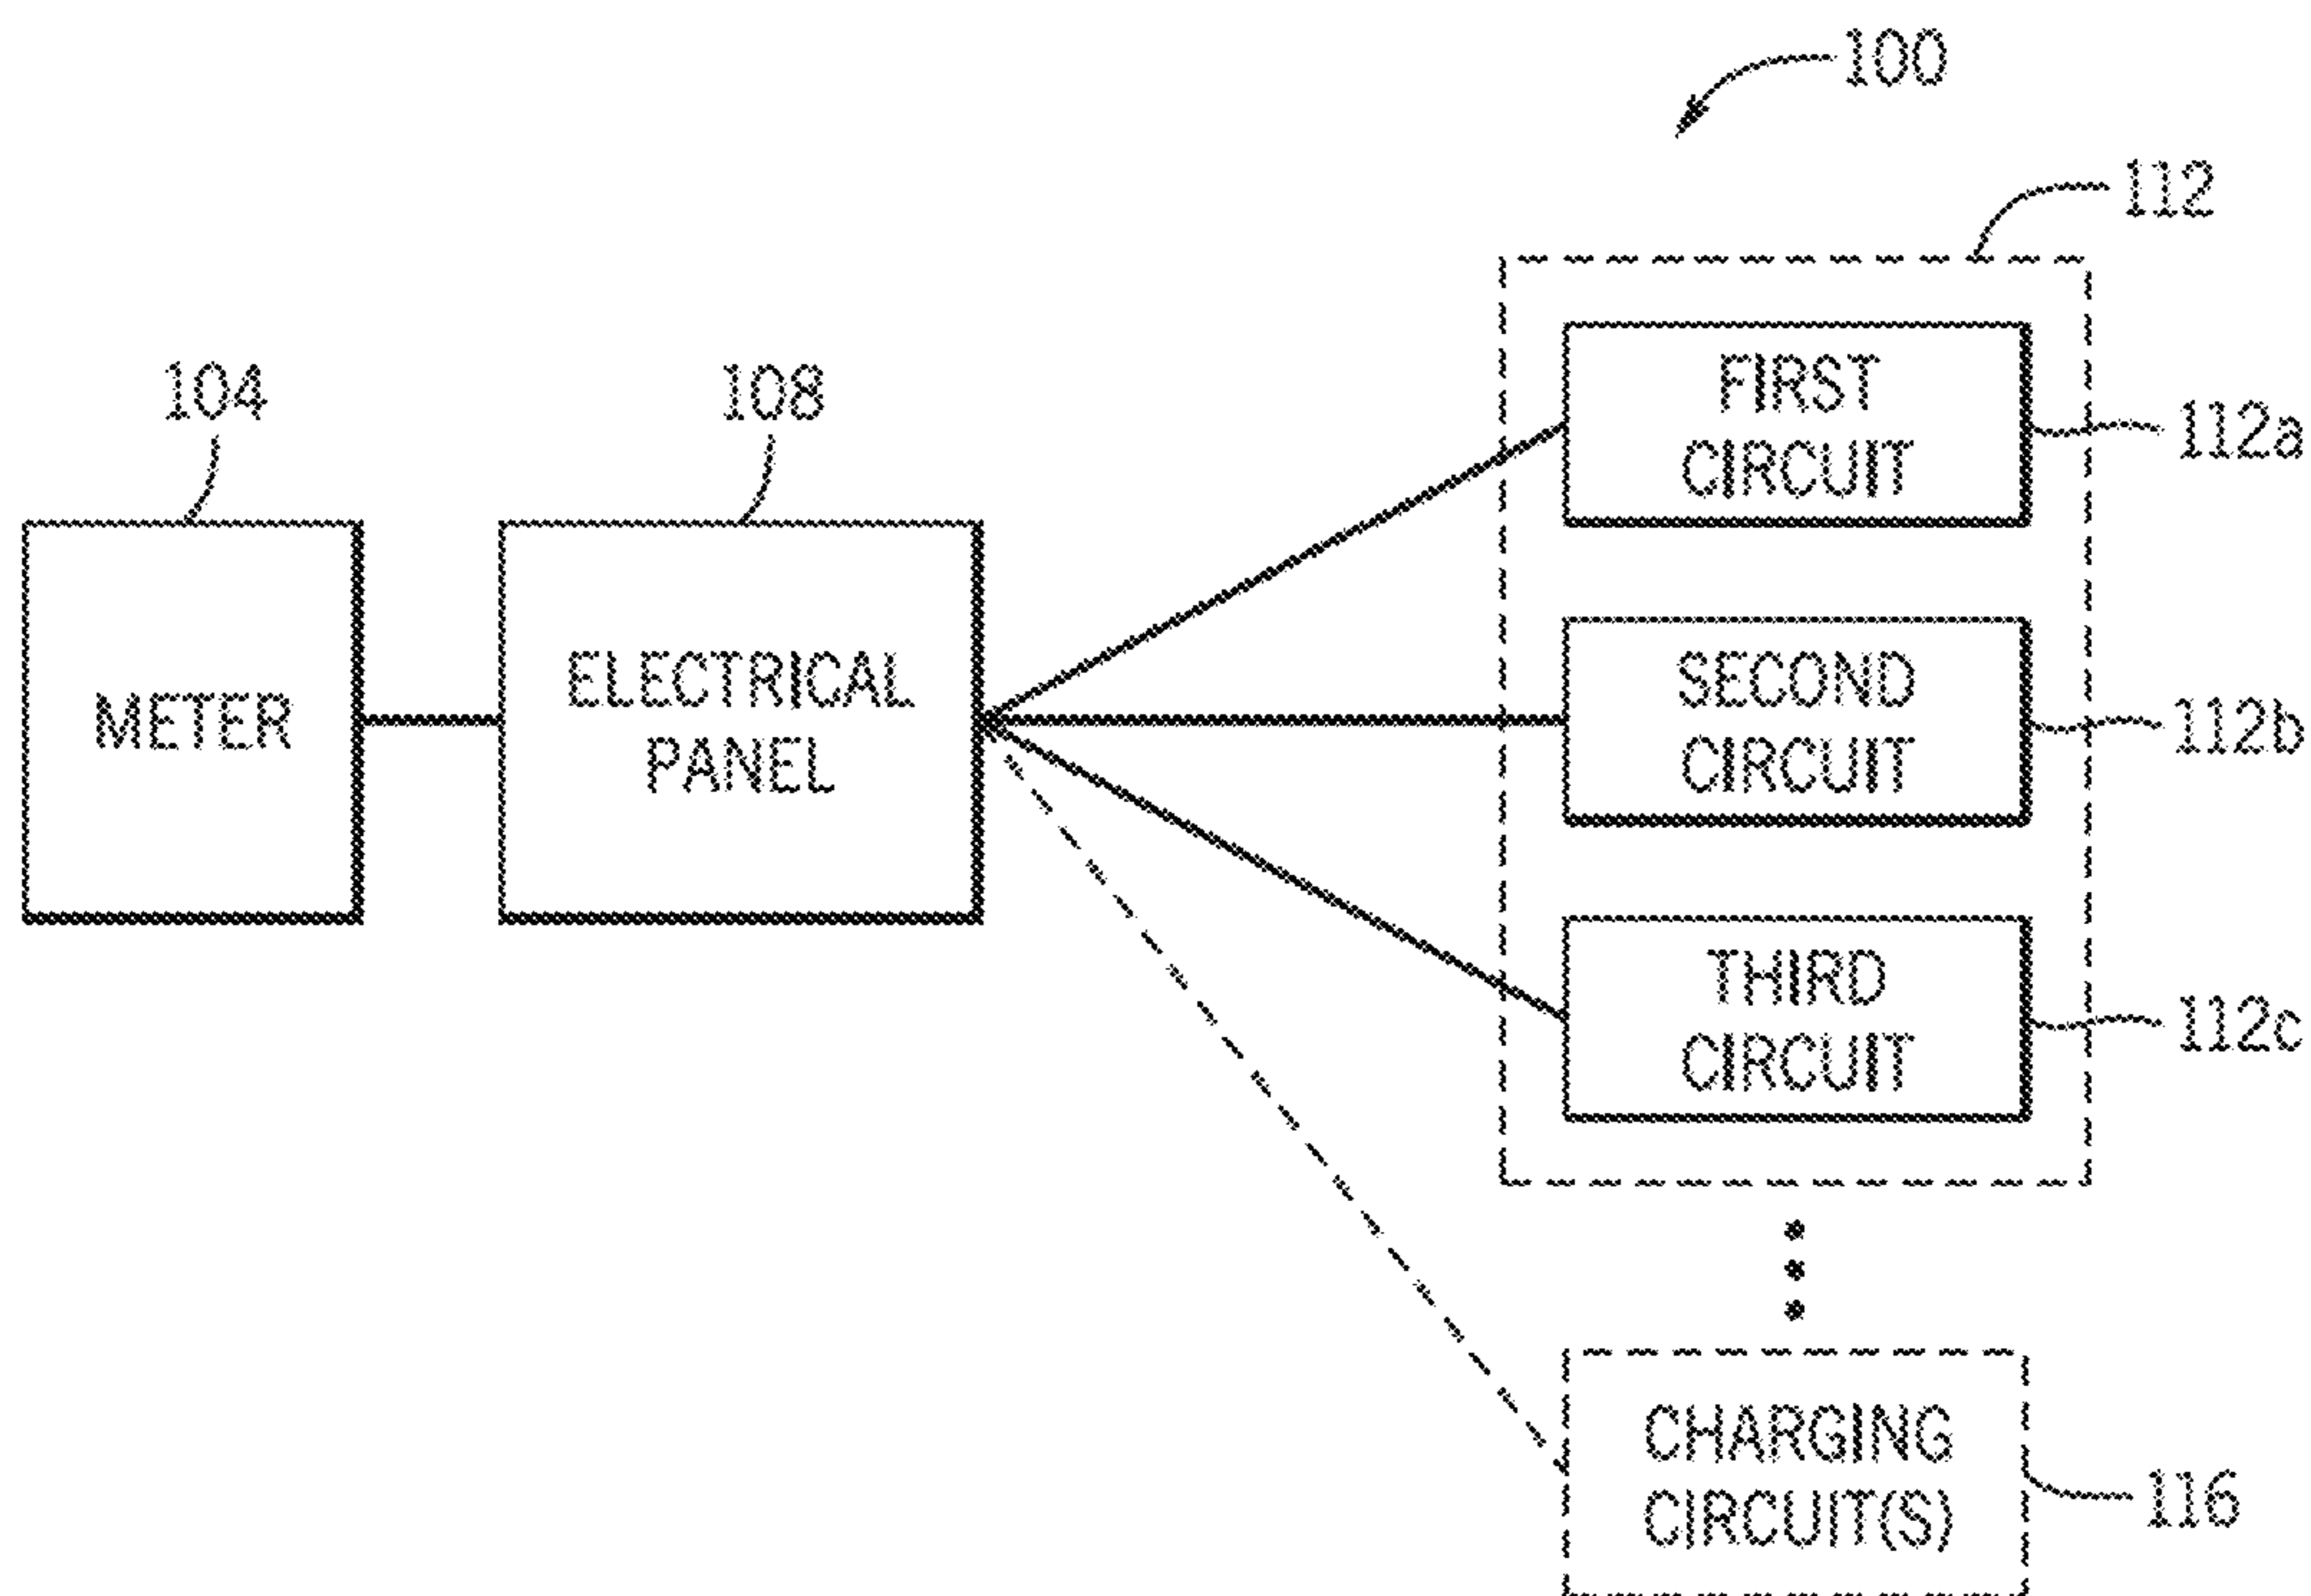 100
112
104
108
FIRST
CIRCUIT
112a
METER
ELECTRICAL
PANEL
SECOND
CIRCUIT
112b
THIRD
CIRCUIT
112c
CHARGING
CIRCUIT(S)
116